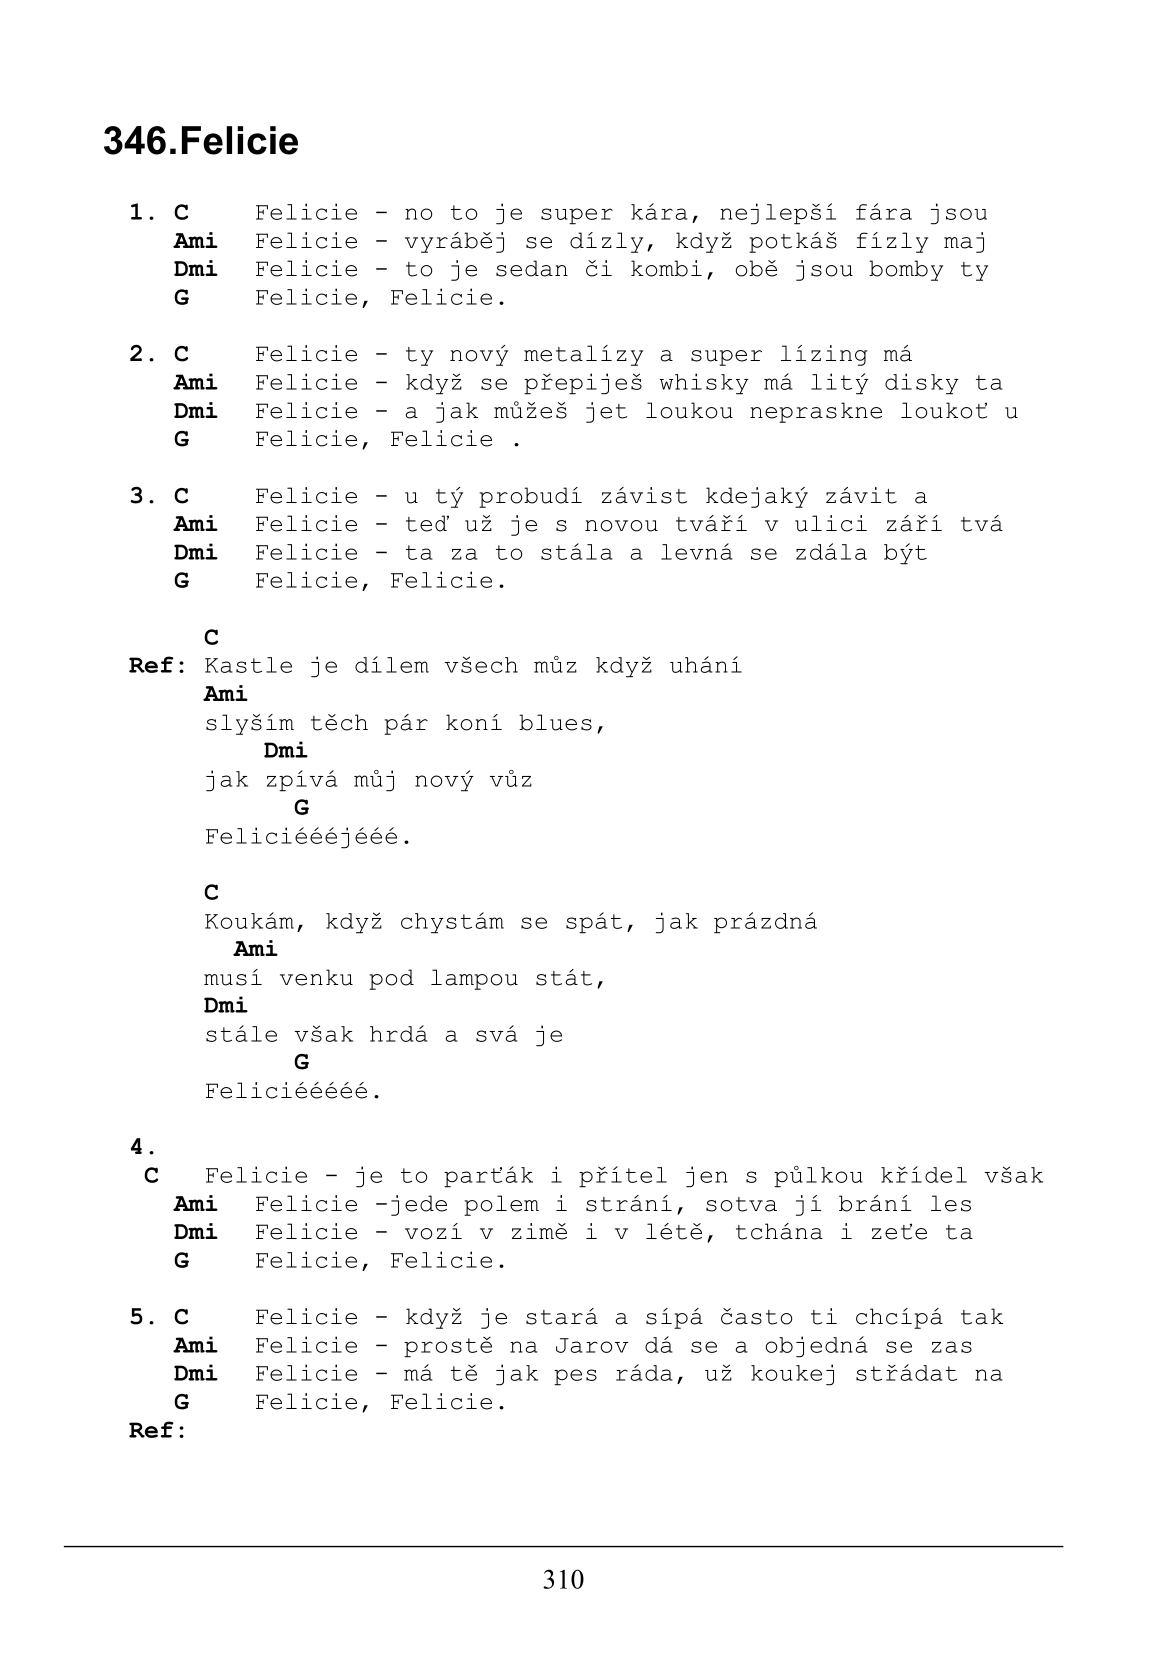 346.Felicie
1. C Felicie - no to je super kára, nejlepší fára jsou
Ami Felicie - vyráběj se dízly, když potkáš fízly maj
Dmi Felicie - to je sedan či kombi, obě jsou bomby ty
G Felicie, Felicie.
2. C Felicie - ty nový metalízy a super lízing má
Ami Felicie - když se přepiješ whisky má litý disky ta
Dmi Felicie - a jak můžeš jet loukou nepraskne loukoť u
G Felicie, Felicie .
3. C Felicie - u tý probudí závist kdejaký závit a
Ami Felicie - teď už je s novou tváří v ulici září tvá
Dmi Felicie - ta za to stála a levná se zdála být
G Felicie, Felicie.
C
Ref: Kastle je dílem všech můz když uhání
Ami
slyším těch pár koní blues,
Dmi
jak zpívá můj nový vůz
G
Feliciéééjééé.
C
Koukám, když chystám se spát, jak prázdná
Ami
musí venku pod lampou stát,
Dmi
stále však hrdá a svá je
G
Feliciééééé.
4.
C Felicie - je to parťák i přítel jen s půlkou křídel však
Ami Felicie -jede polem i strání, sotva jí brání les
Dmi Felicie - vozí v zimě i v létě, tchána i zeťe ta
G Felicie, Felicie.
5. C Felicie - když je stará a sípá často ti chcípá tak
Ami Felicie - prostě na Jarov dá se a objedná se zas
Dmi Felicie - má tě jak pes ráda, už koukej střádat na
G Felicie, Felicie.
Ref:
310